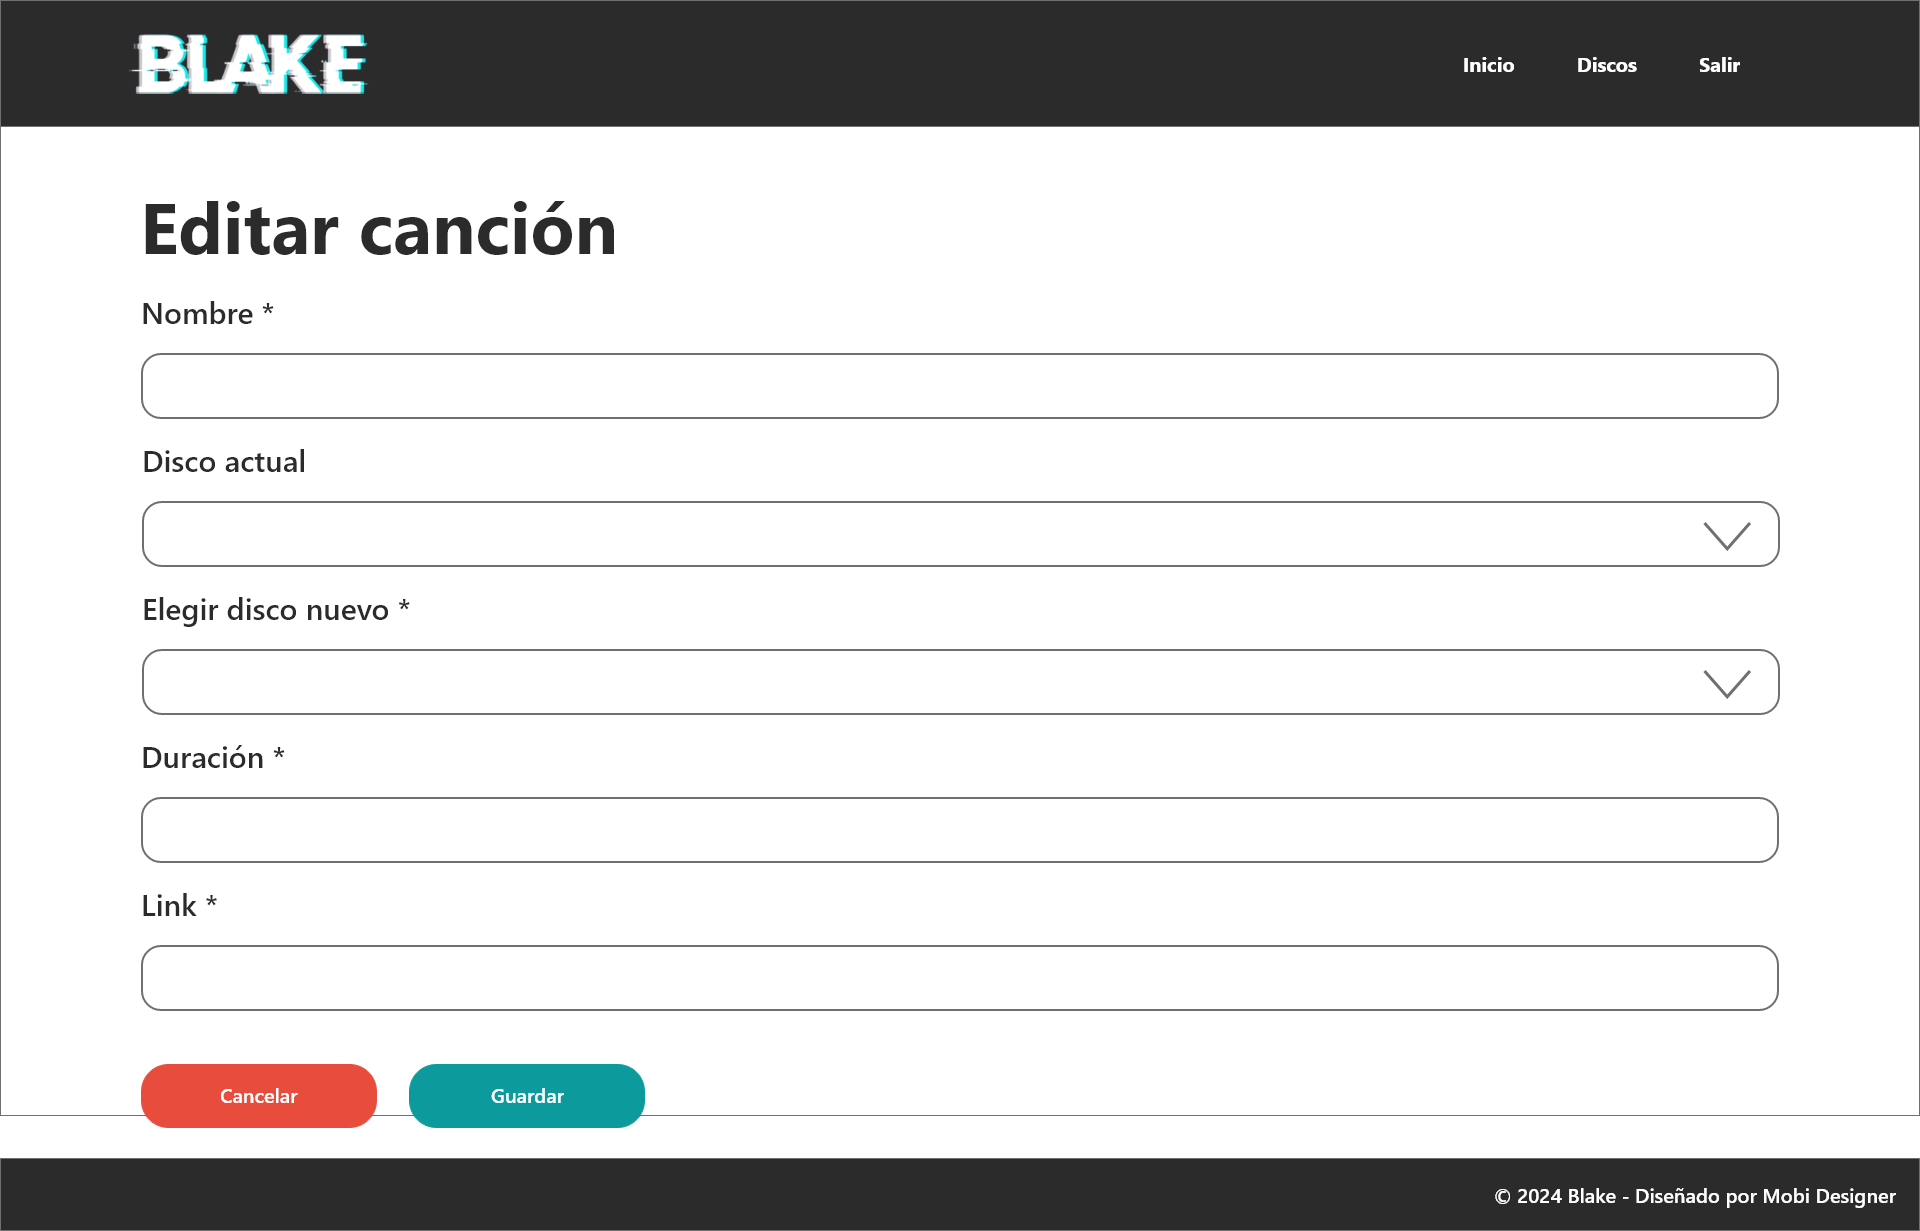 BLAKE
Inicio Discos Salir
Editar canción
Nombre *
Disco actual
Elegir disco nuevo *
Duración *
Link *
Cancelar Guardar
© 2024 Blake - Diseñado por Mobi Designer